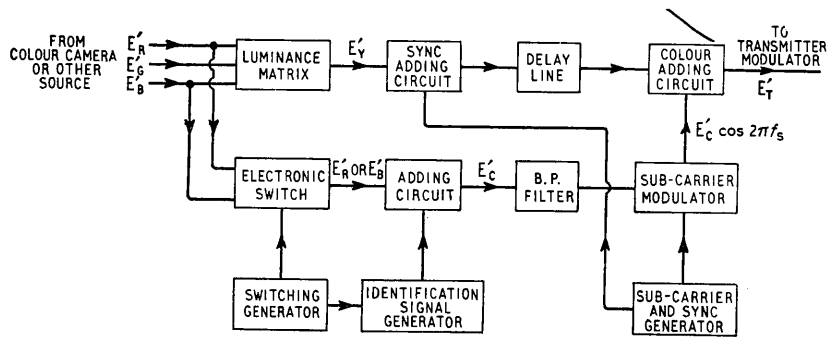 FROM
COLOUR CAMERA
OR OTHER
SOURCE
E′R
E′G
E′B
LUMINANCE
MATRIX
E′Y
SYNC
ADDING
CIRCUIT
DELAY
LINE
COLOUR
ADDING
CIRCUIT
TO
TRANSMITTER
MODULATOR
E′T
E′C cos 2πfs
ELECTRONIC
SWITCH
E′R OR E′B
ADDING
CIRCUIT
E′C
B.P.
FILTER
SUB-CARRIER
MODULATOR
SWITCHING
GENERATOR
IDENTIFICATION
SIGNAL
GENERATOR
SUB-CARRIER
AND SYNC
GENERATOR